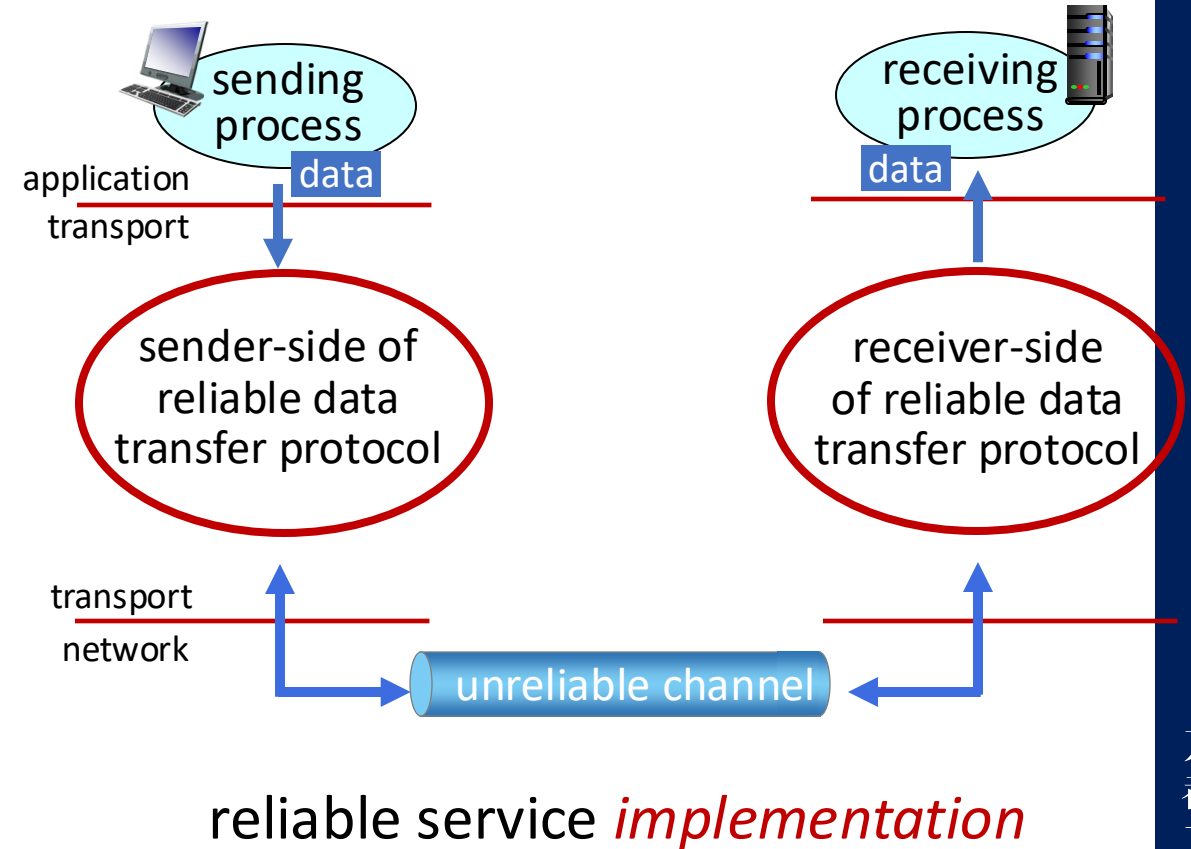 sending
process
data
receiving
process
data
application
transport
sender-side of
reliable data
transfer protocol
receiver-side
of reliable data
transfer protocol
transport
network
unreliable channel
reliable service implementation